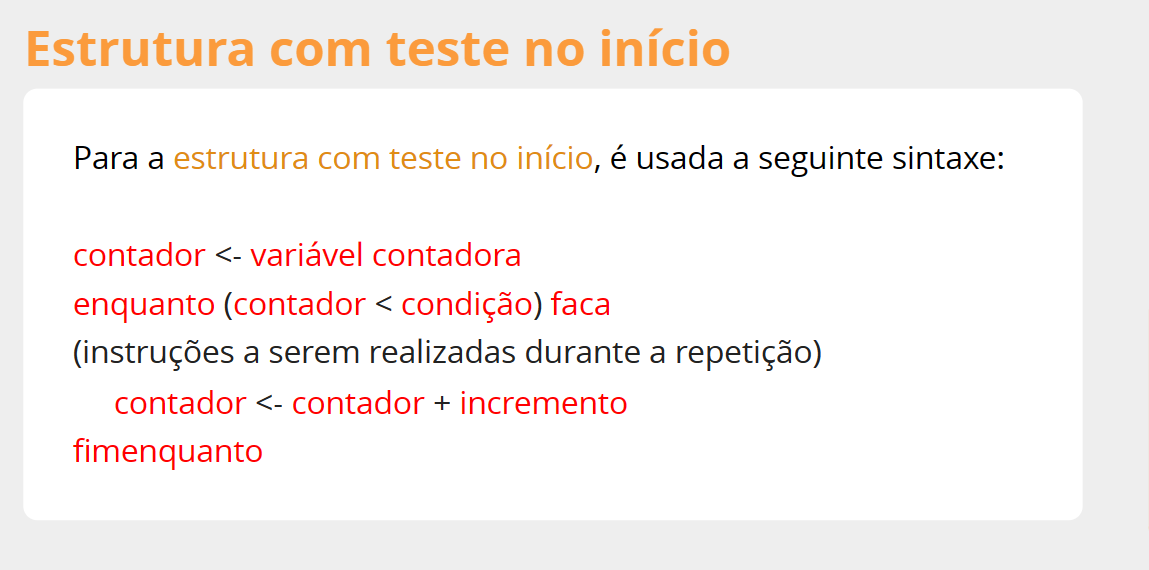 Estrutura com teste no início
Para a estrutura com teste no início, é usada a seguinte sintaxe:
contador <- variável contadora
enquanto (contador < condição) faca
(instruções a serem realizadas durante a repetição)
contador <- contador + incremento
fimenquanto